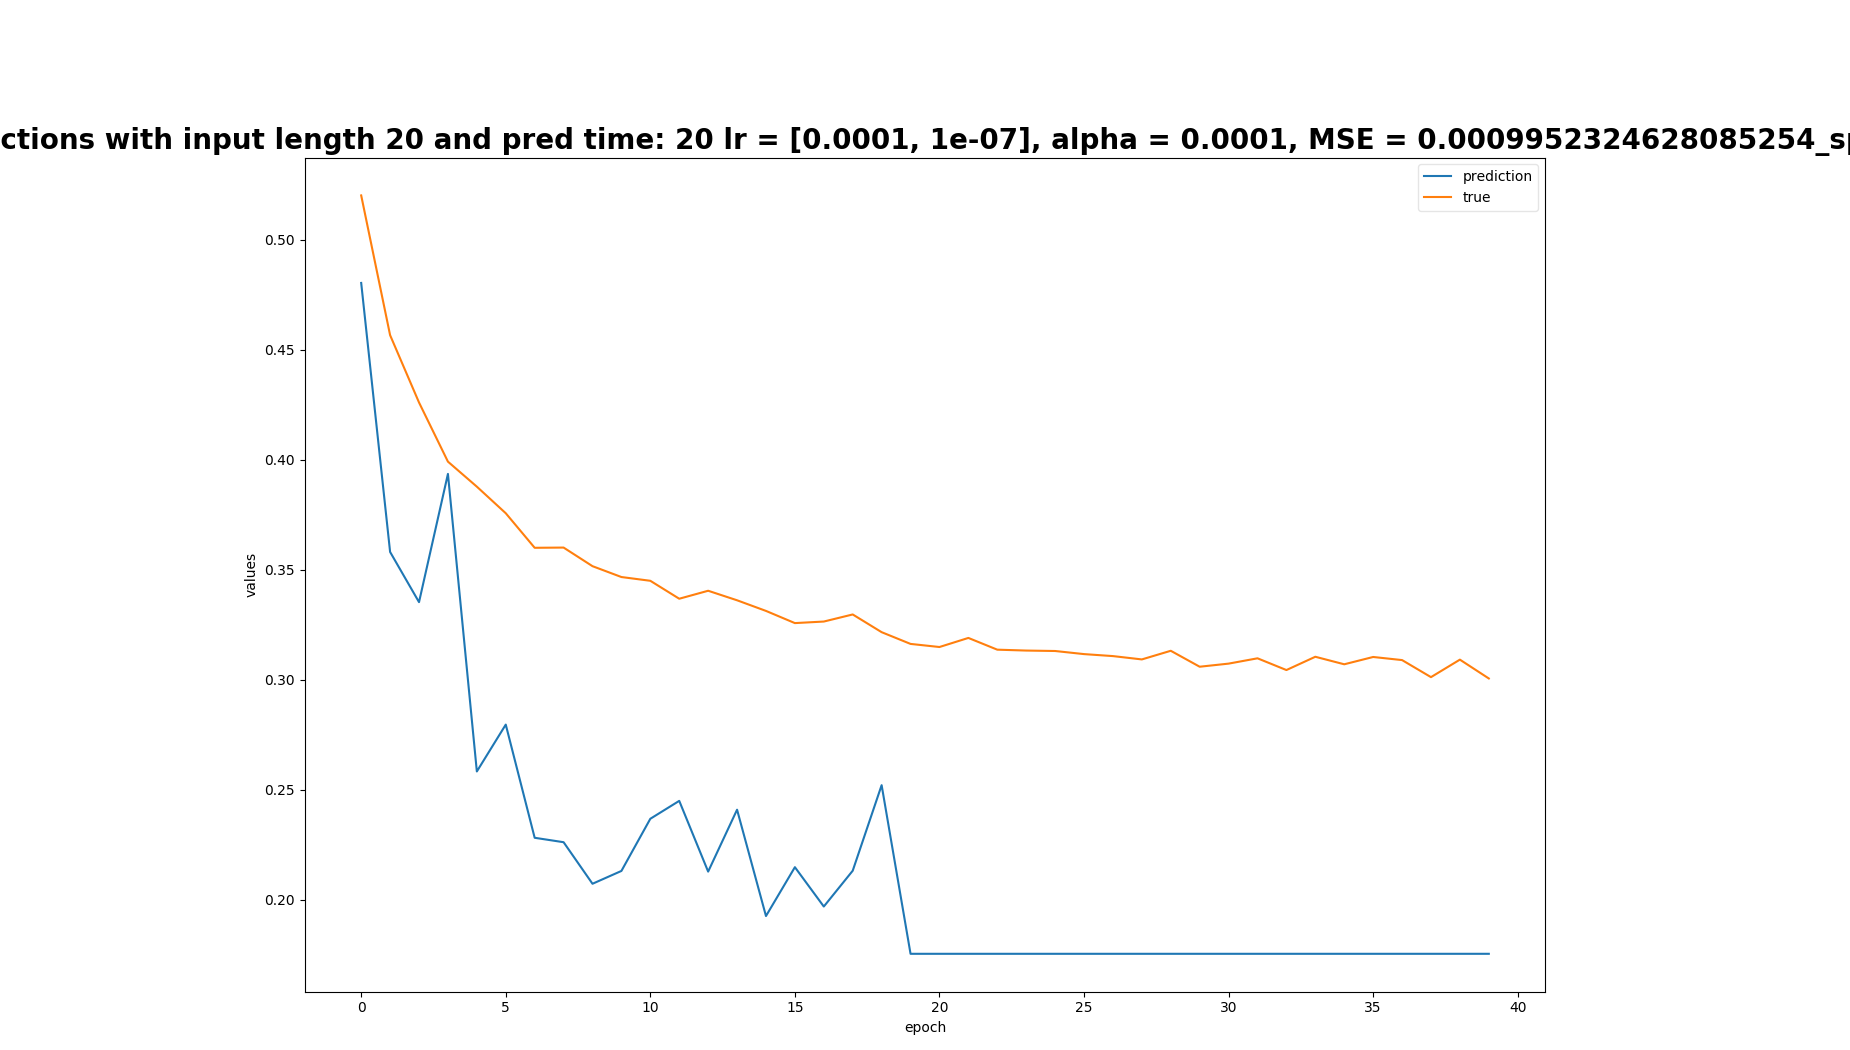 ctions with input length 20 and pred time: 20 lr = [0.0001, 1e-07], alpha = 0.0001, MSE = 0.0009952324628085254_sp
prediction
true
0.50
0.45
0.40
0.35
0.30
0.25
0.20
values
0 5 10 15 20 25 30 35 40
epoch